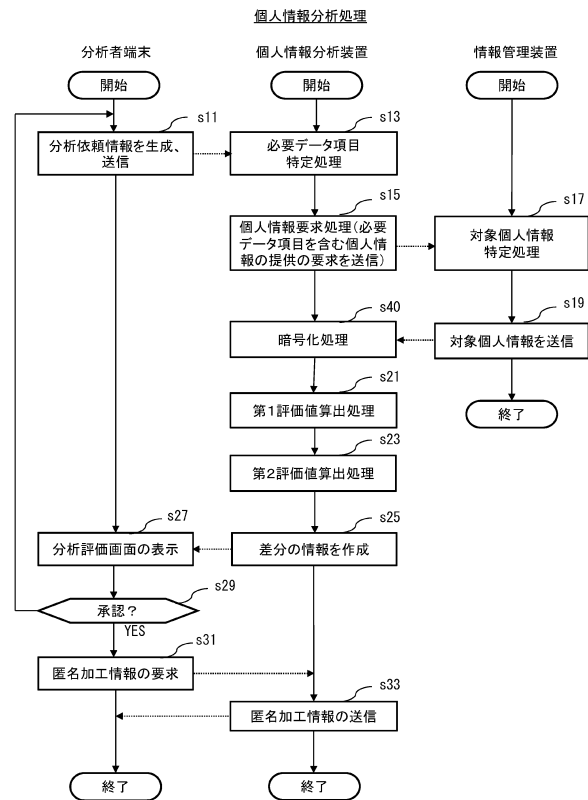 個人情報分析処理
分析者端末
個人情報分析装置
情報管理装置
開始
開始
開始
s11
分析依頼情報を生成、
送信
s13
必要データ項目
特定処理
s15
個人情報要求処理(必要
データ項目を含む個人情
報の提供の要求を送信)
s17
対象個人情報
特定処理
s19
対象個人情報を送信
s40
暗号化処理
終了
s21
第1評価値算出処理
s23
第2評価値算出処理
s25
差分の情報を作成
s27
分析評価画面の表示
s29
承認？
YES
s31
匿名加工情報の要求
s33
匿名加工情報の送信
終了
終了